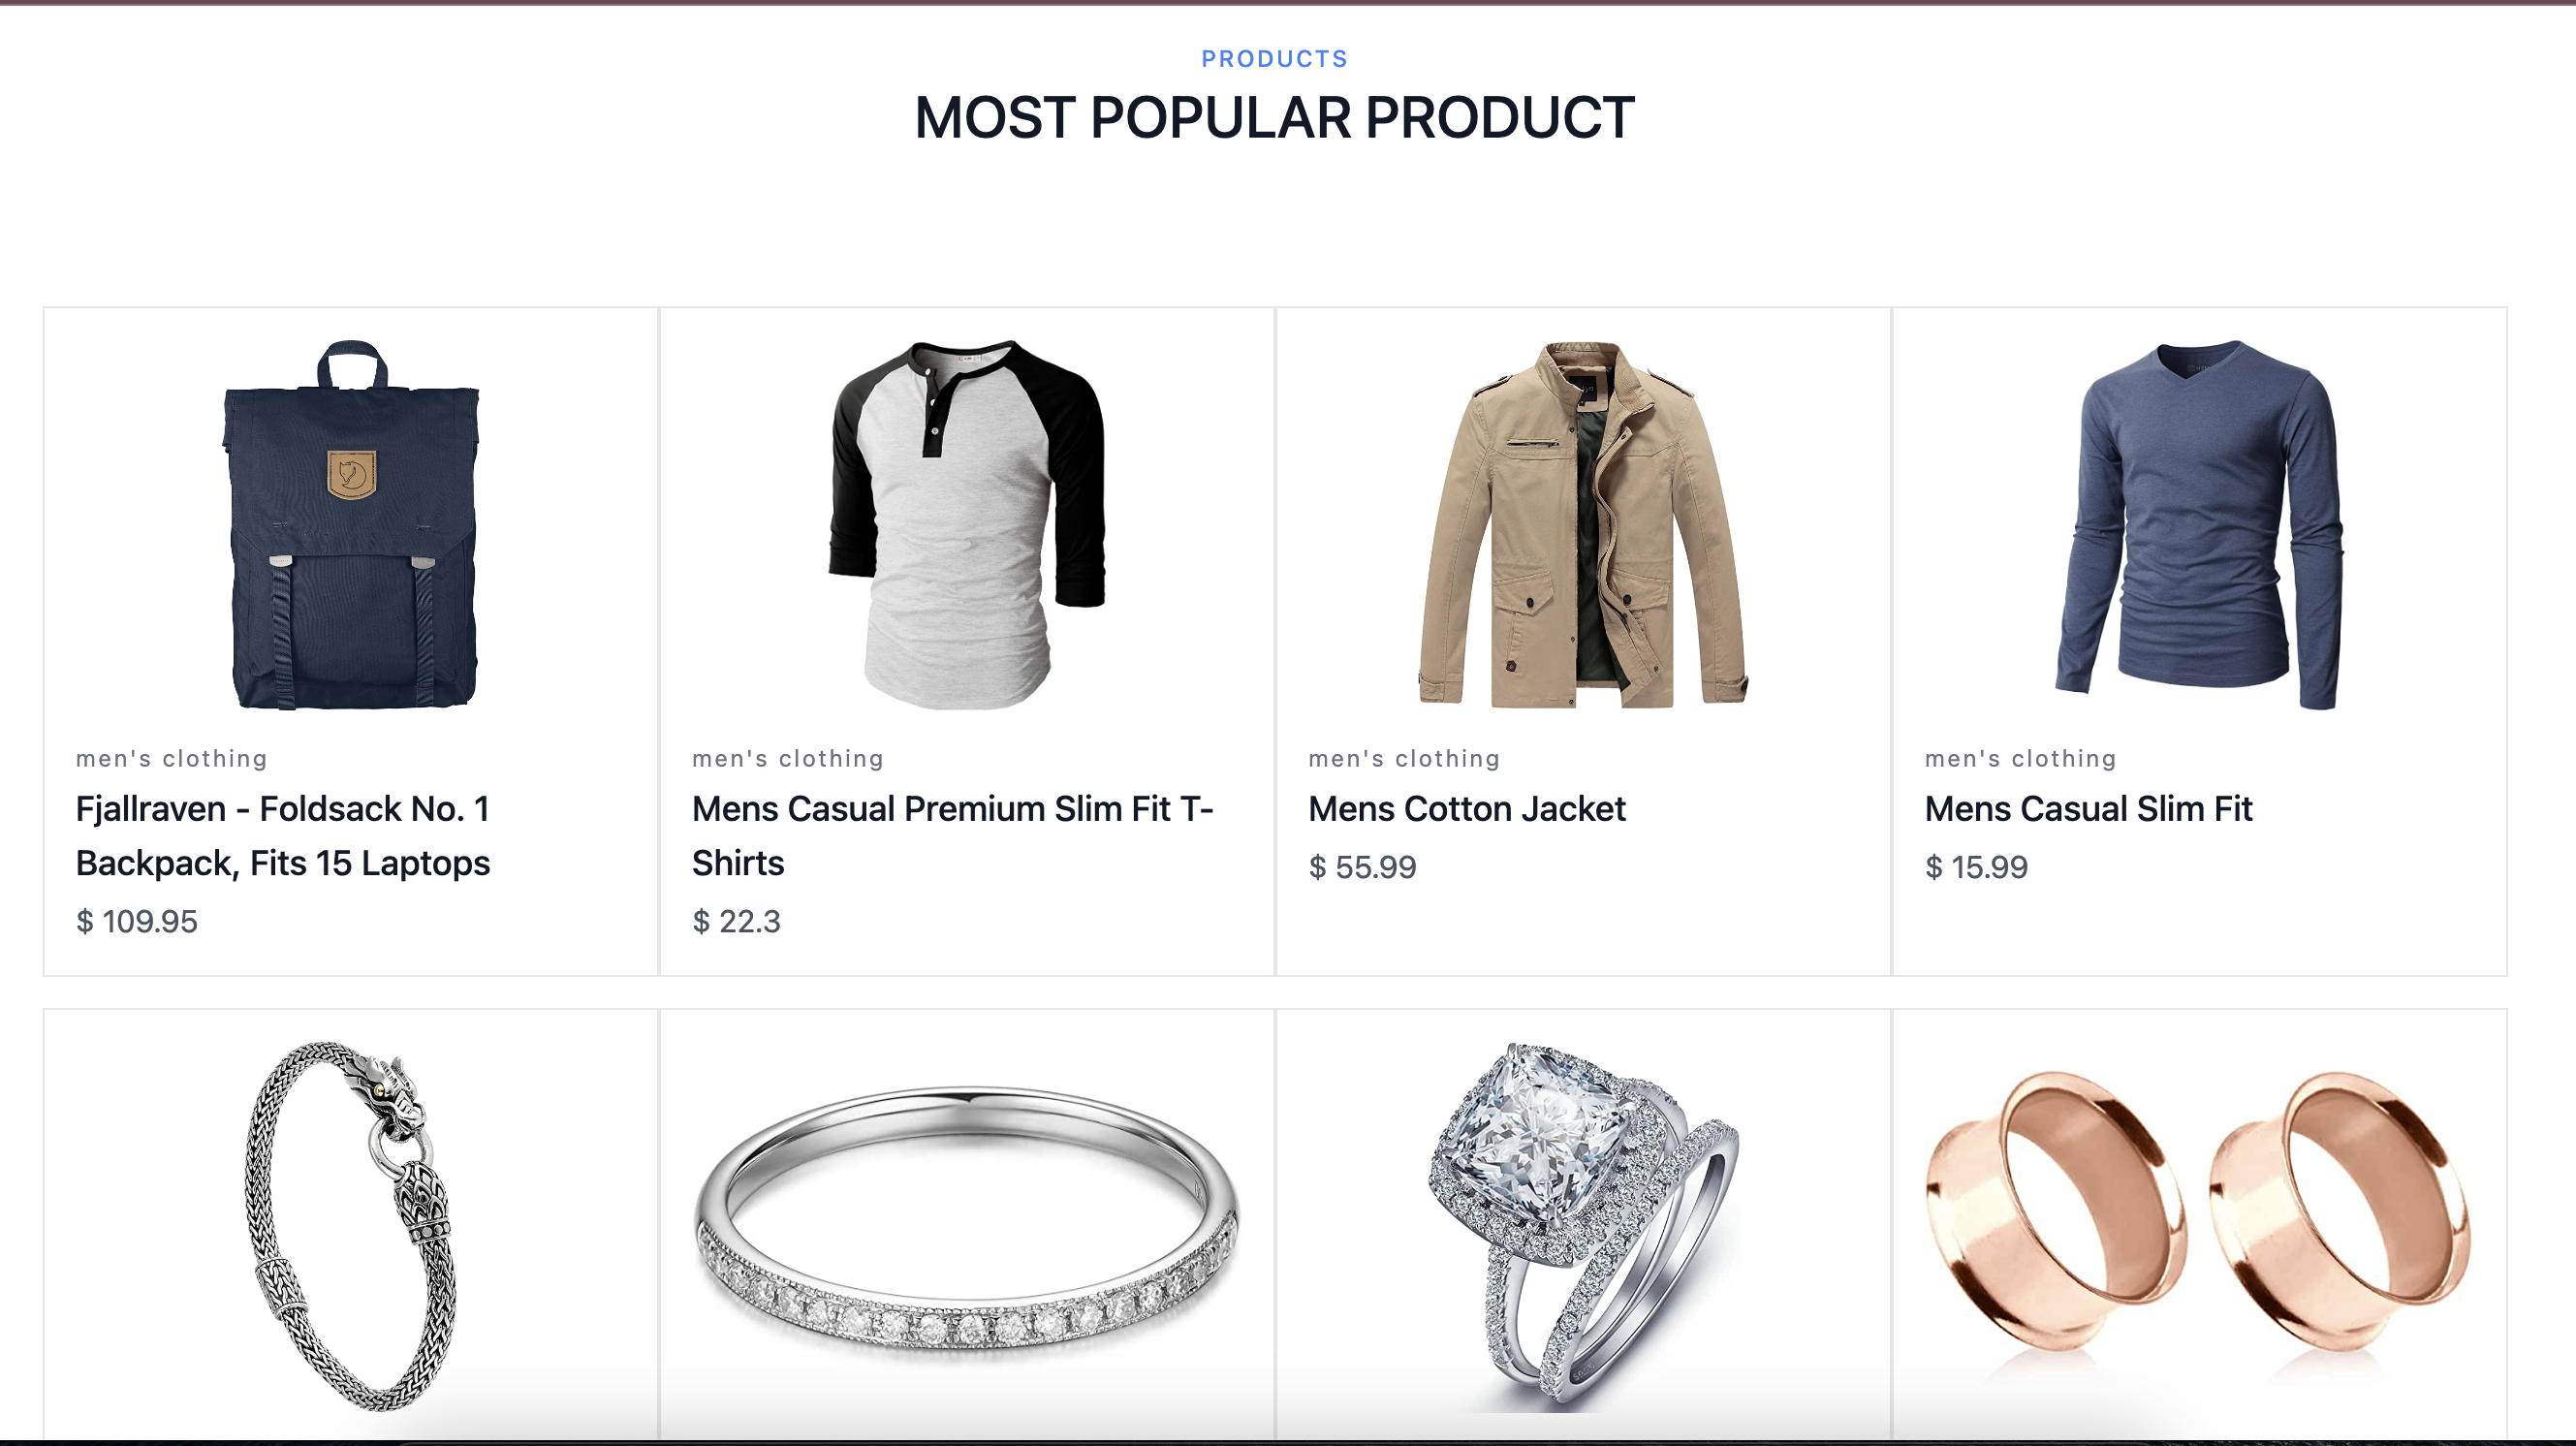 PRODUCTS
MOST POPULAR PRODUCT
men's clothing
Fjallraven - Foldsack No. 1
Backpack, Fits 15 Laptops
$ 109.95
men's clothing
Mens Casual Premium Slim Fit T-
Shirts
$ 22.3
men's clothing
Mens Cotton Jacket
$ 55.99
men's clothing
Mens Casual Slim Fit
$ 15.99